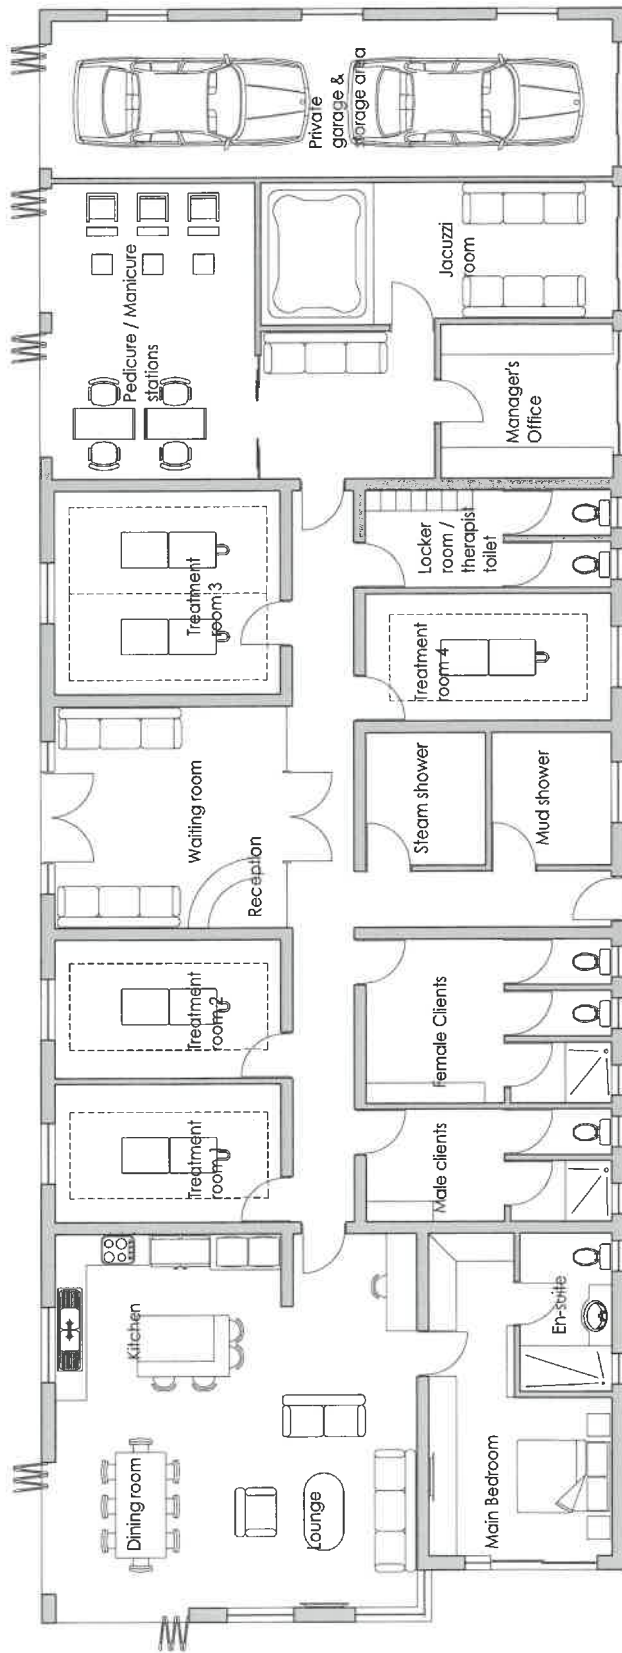 Private
garage &
storage area
Pedicure / Manicure
stations
Jacuzzi
room
Manager's
Office
Treatment
room 3
Locker
room /
therapist
toilet
Treatment
room 4
Waiting room
Reception
Steam shower
Mud shower
Treatment
room 2
Female Clients
Treatment
room 1
Male clients
Kitchen
Dining room
Lounge
En-suite
Main Bedroom